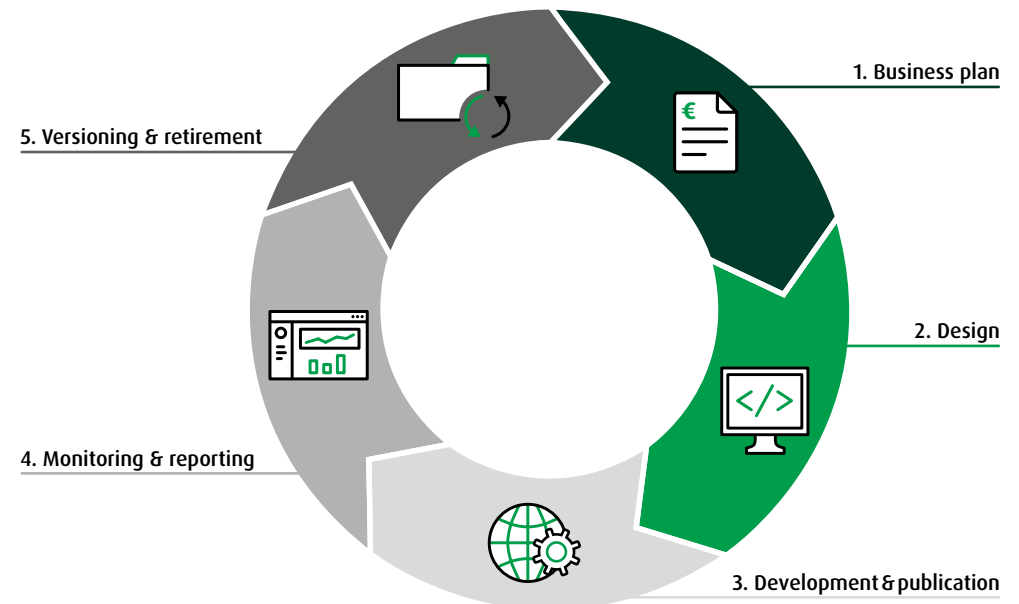 1. Business plan
€
5. Versioning & retirement
2. Design
</>
4. Monitoring & reporting
3. Development & publication